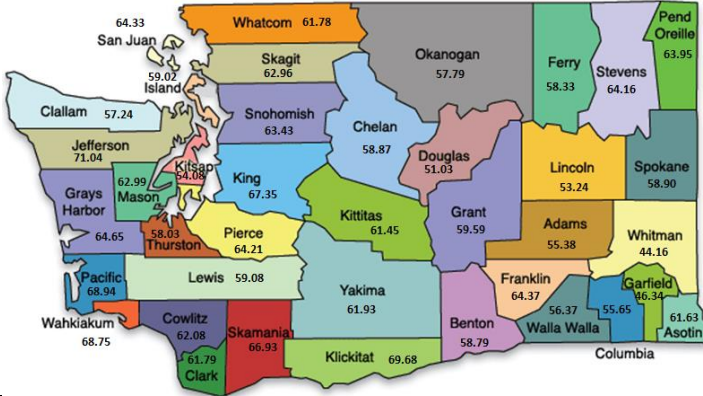 64.33
San Juan
Whatcom 61.78
Pend
Oreille
63.95
Okanogan
57.79
Ferry
58.33
Stevens
64.16
Skagit
62.96
59.02
Island
Clallam 57.24
Snohomish
63.43
Chelan
58.87
Jefferson
71.04
Douglas
51.03
Kitsap
54.08
62.99
Mason
King
67.35
Lincoln
53.24
Spokane
58.90
Grays
Harbor
64.65
Kittitas
61.45
Grant
59.59
Adams
55.38
58.03
Thurston
Pierce
64.21
Whitman
44.16
Pacific
68.94
Lewis 59.08
Yakima
61.93
Franklin
64.37
Garfield
46.34
Wahkiakum
68.75
Cowlitz
62.08
Skamania
66.93
Benton
58.79
56.37
Walla Walla
55.65
Columbia
61.63
Asotin
61.79
Clark
Klickitat 69.68